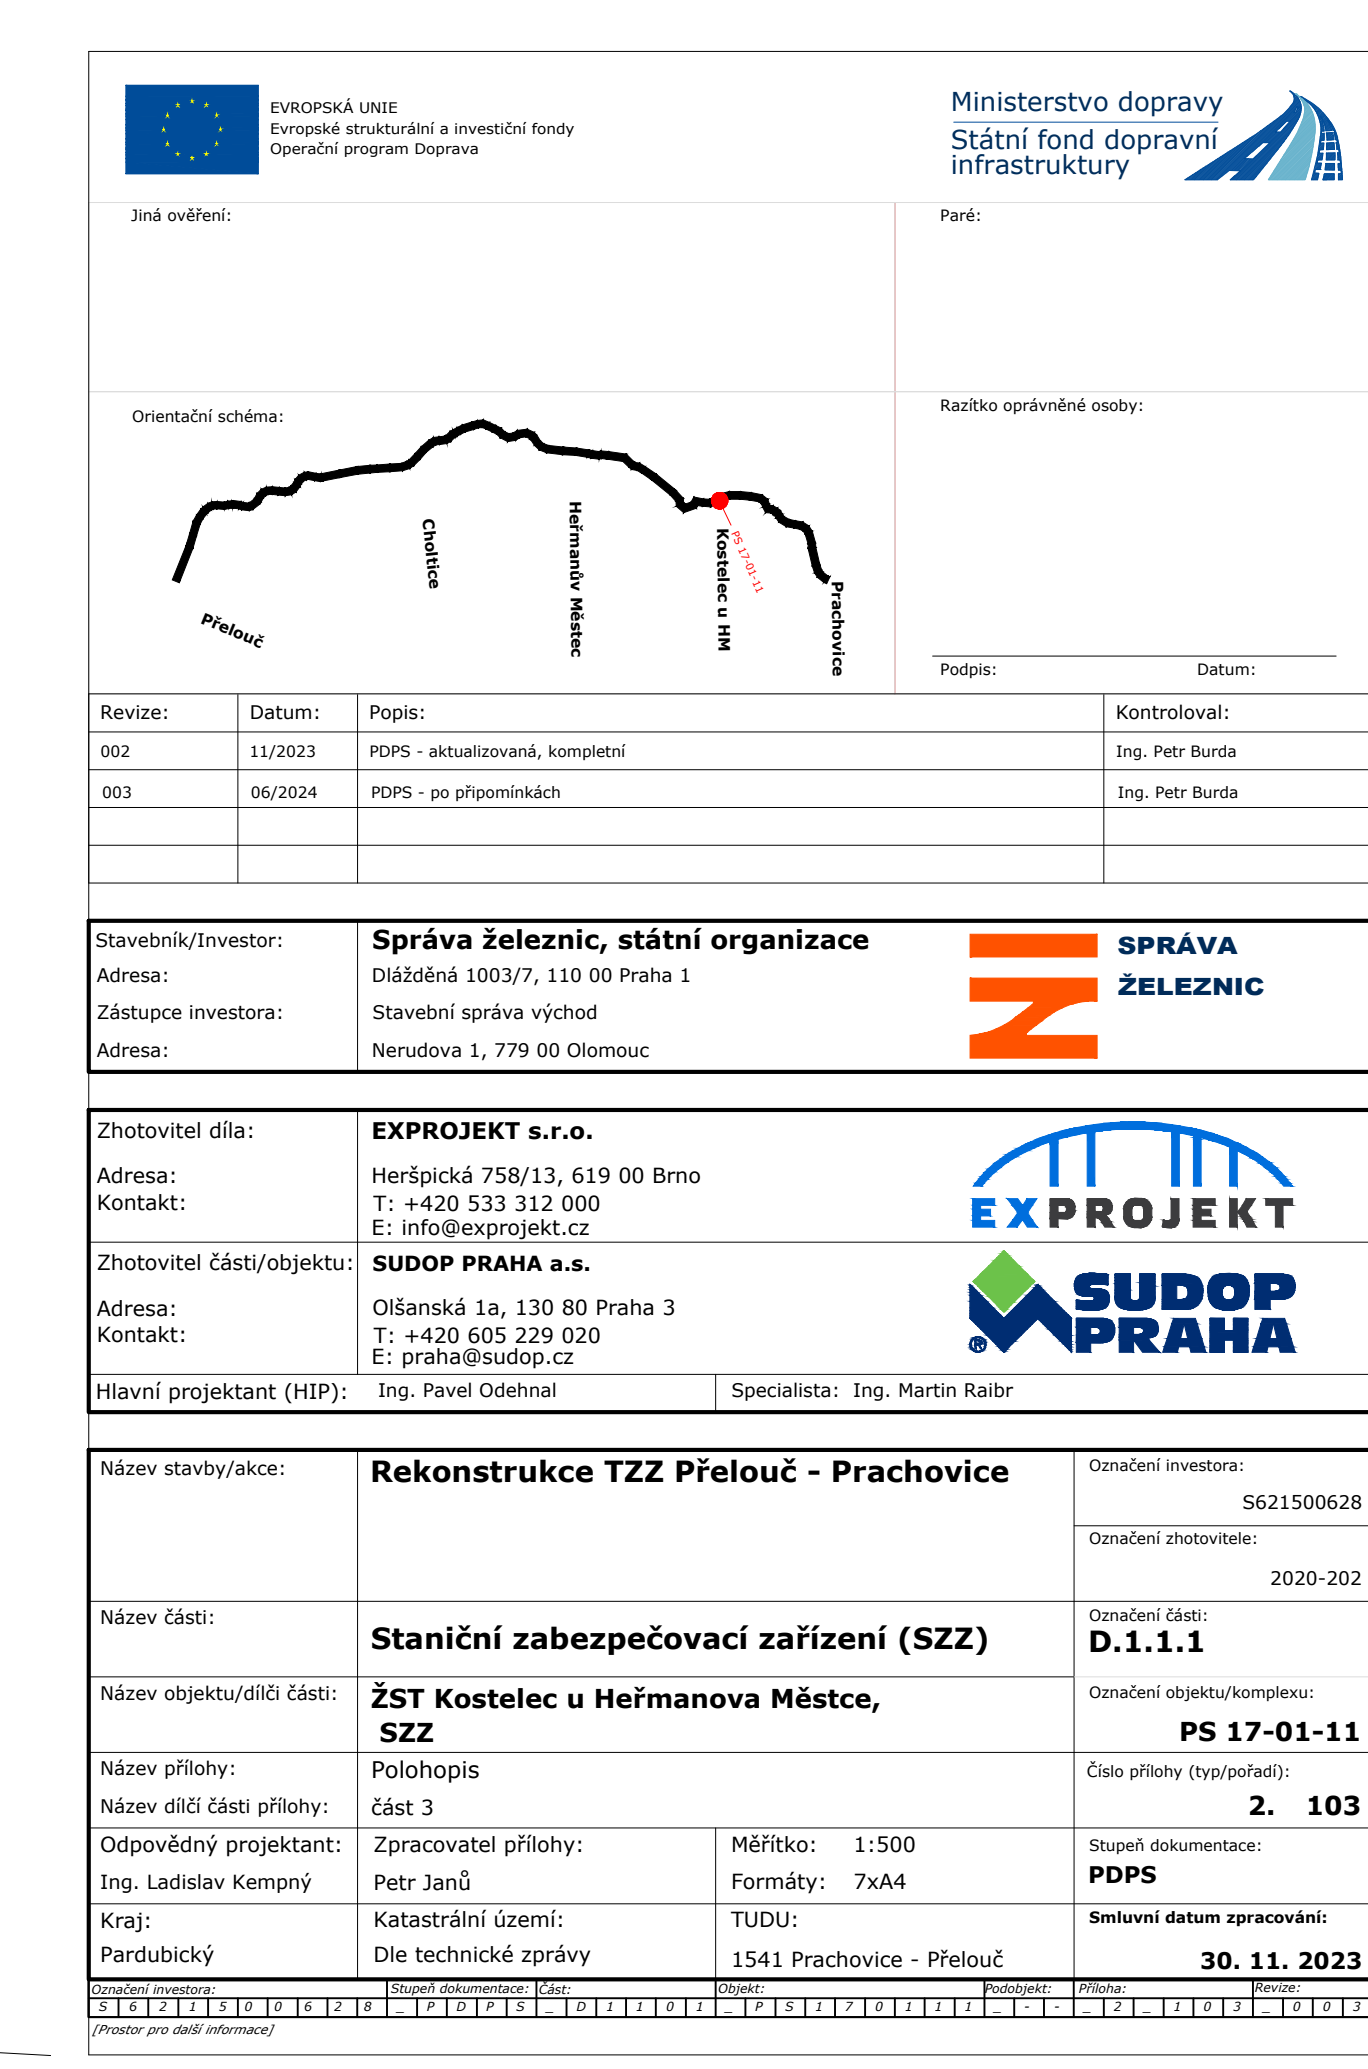 EVROPSKÁ UNIE
Evropské strukturální a investiční fondy
Operační program Doprava
Ministerstvo dopravy
Státní fond dopravní
infrastruktury
Jiná ověření:
Paré:
Orientační schéma:
Razítko oprávněné osoby:
Přelouč
Choltice
Heřmanův Městec
Kostelec u HM
PS 17-01-11
Prachovice
Podpis: Datum:
Revize: Datum: Popis: Kontroloval:
002 11/2023 PDPS - aktualizovaná, kompletní Ing. Petr Burda
003 06/2024 PDPS - po připomínkách Ing. Petr Burda
Stavebník/Investor: Správa železnic, státní organizace
Adresa: Dlážděná 1003/7, 110 00 Praha 1
Zástupce investora: Stavební správa východ
Adresa: Nerudova 1, 779 00 Olomouc
SPRÁVA
ŽELEZNIC
Zhotovitel díla: EXPROJEKT s.r.o.
Adresa: Heršpická 758/13, 619 00 Brno
Kontakt: T: +420 533 312 000
E: info@exprojekt.cz
EXPROJEKT
Zhotovitel části/objektu: SUDOP PRAHA a.s.
Adresa: Olšanská 1a, 130 80 Praha 3
Kontakt: T: +420 605 229 020
E: praha@sudop.cz
SUDOP
PRAHA
®
Hlavní projektant (HIP): Ing. Pavel Odehnal Specialista: Ing. Martin Raibr
Název stavby/akce: Rekonstrukce TZZ Přelouč - Prachovice
Označení investora:
S621500628
Označení zhotovitele:
2020-202
Název části: Staniční zabezpečovací zařízení (SZZ)
Označení části:
D.1.1.1
Název objektu/dílči části: ŽST Kostelec u Heřmanova Městce,
SZZ
Označení objektu/komplexu:
PS 17-01-11
Název přílohy: Polohopis
Číslo přílohy (typ/pořadí):
Název dílčí části přílohy: část 3
2. 103
Odpovědný projektant: Zpracovatel přílohy: Měřítko: 1:500 Stupeň dokumentace:
Ing. Ladislav Kempný Petr Janů Formáty: 7xA4 PDPS
Kraj: Katastrální území: TUDU: Smluvní datum zpracování:
Pardubický Dle technické zprávy 1541 Prachovice - Přelouč 30. 11. 2023
Označení investora: Stupeň dokumentace: Část: Objekt: Podobjekt: Příloha: Revize:
S 6 2 1 5 0 0 6 2 8 _ P D P S _ D 1 1 0 1 _ P S 1 7 0 1 1 1 _ - - _ 2 _ 1 0 3 _ 0 0 3
[Prostor pro další informace]